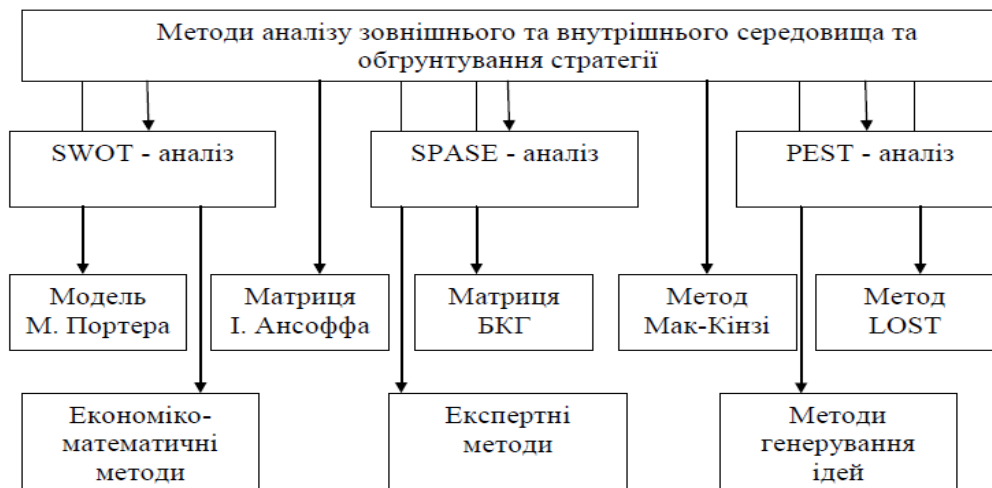 Методи аналізу зовнішнього та внутрішнього середовища та
обгрунтування стратегії
SWOT - аналіз
SPASE - аналіз
PEST - аналіз
Модель
М. Портера
Матриця
І. Ансоффа
Матриця
БКГ
Метод
Мак-Кінзі
Метод
LOST
Економіко-
математичні
методи
Експертні
методи
Методи
генерування
ідей